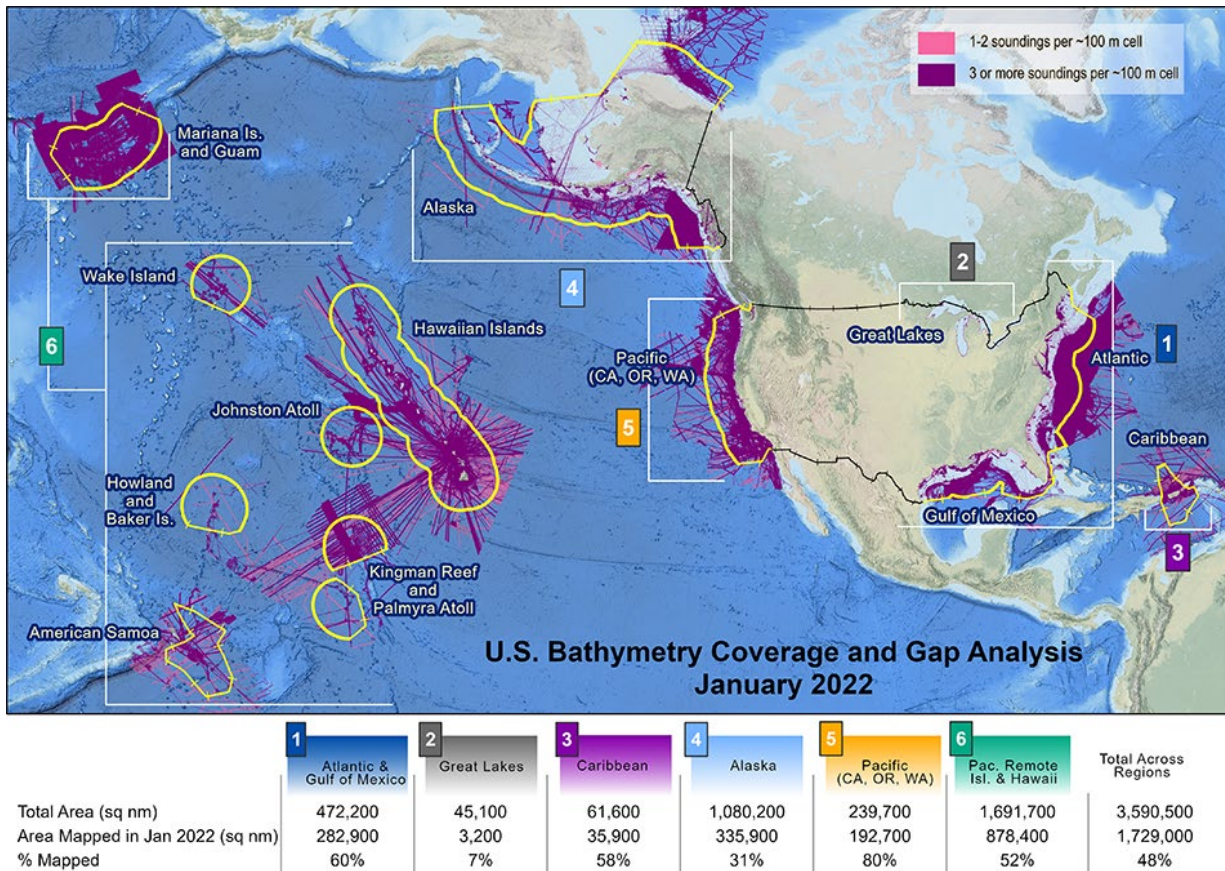 1-2 soundings per ~100 m cell
3 or more soundings per ~100 m cell
Mariana Is.
and Guam
Alaska
Wake Island
4
2
6
Hawaiian Islands
Great Lakes
1
Pacific
(CA, OR, WA)
Atlantic
Johnston Atoll
5
Caribbean
Howland
and
Baker Is.
Gulf of Mexico
3
Kingman Reef
and
Palmyra Atoll
American Samoa
U.S. Bathymetry Coverage and Gap Analysis
January 2022
1 2 3 4 5 6
Atlantic & Gulf of Mexico Great Lakes Caribbean Alaska Pacific (CA, OR, WA) Pac. Remote Isl. & Hawaii Total Across Regions
Total Area (sq nm) 472,200 45,100 61,600 1,080,200 239,700 1,691,700 3,590,500
Area Mapped in Jan 2022 (sq nm) 282,900 3,200 35,900 335,900 192,700 878,400 1,729,000
% Mapped 60% 7% 58% 31% 80% 52% 48%